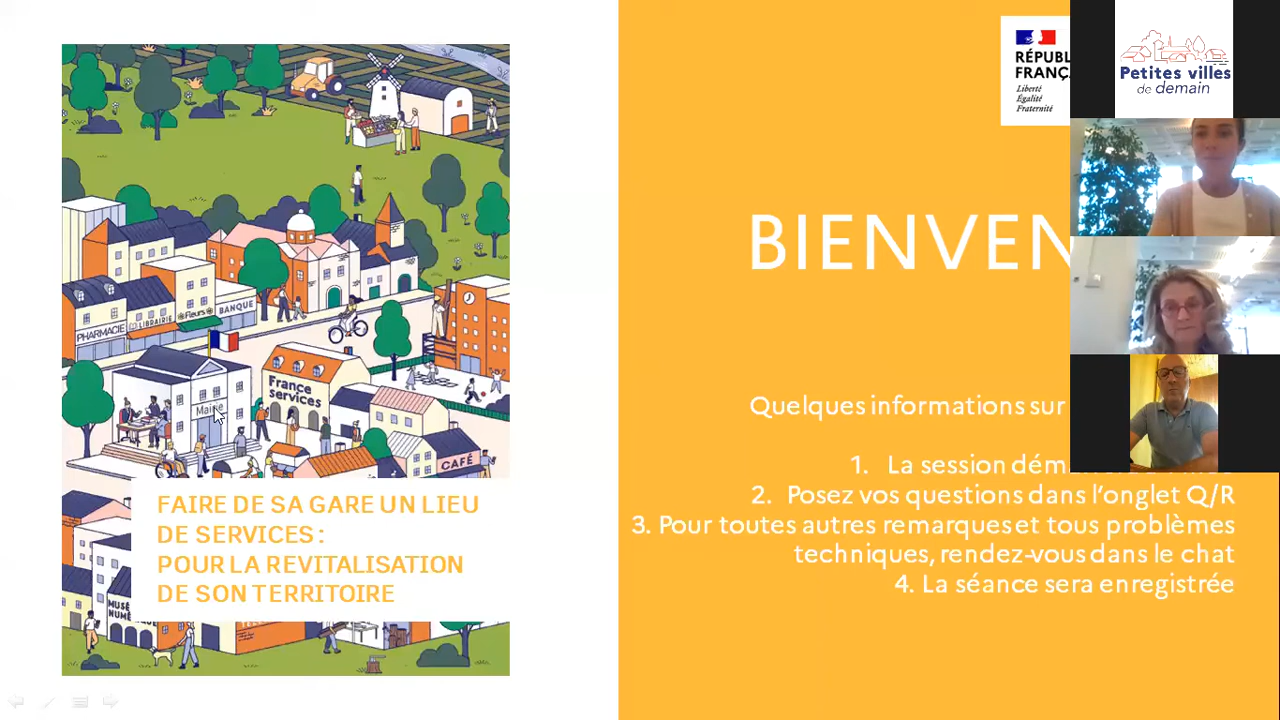 PHARMACIE
LIBRAIRIE
Fleurs
BANQUE
Mairie
France
services
CAFÉ
FAIRE DE SA GARE UN LIEU
DE SERVICES :
POUR LA REVITALISATION
DE SON TERRITOIRE
RÉPUBL
FRANÇA
Liberté
Égalité
Fraternité
Petites villes
de demain
BIENVEN
Quelques informations sur
1. La session dém
2. Posez vos questions dans l'onglet Q/R
3. Pour toutes autres remarques et tous problèmes
techniques, rendez-vous dans le chat
4. La séance sera enregistrée